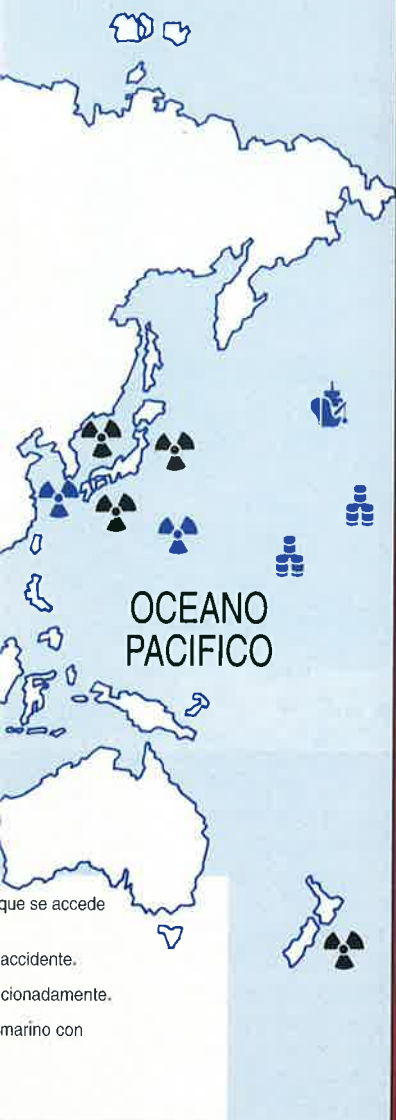 OCEANO
PACIFICO
que se accede
accidente.
cionadamente.
marino con